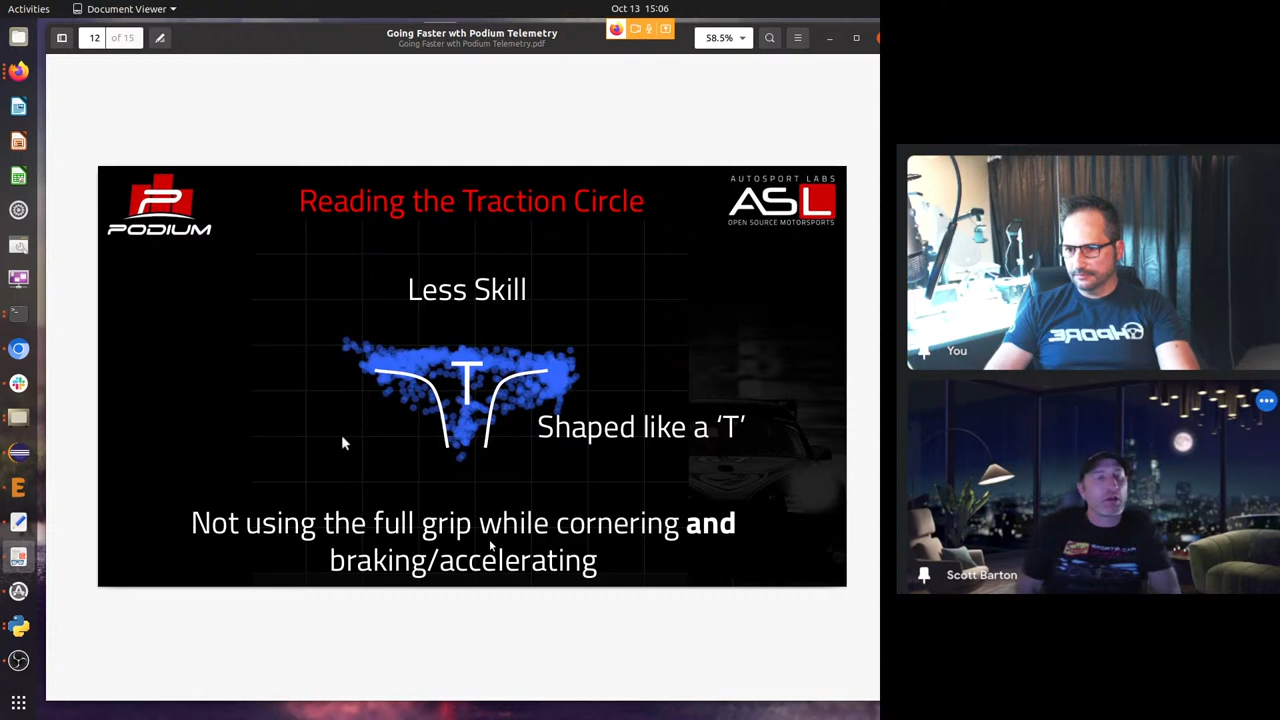 Activities
Document Viewer
Oct 13 15:06
12
of 15
Going Faster wth Podium Telemetry
Going Faster wth Podium Telemetry.pdf
58.5%
PODIUM
Reading the Traction Circle
AUTOSPORT LABS
ASL
OPEN SOURCE MOTORSPORTS
Less Skill
T
Shaped like a ‘T’
Not using the full grip while cornering and
braking/accelerating
You
Scott Barton